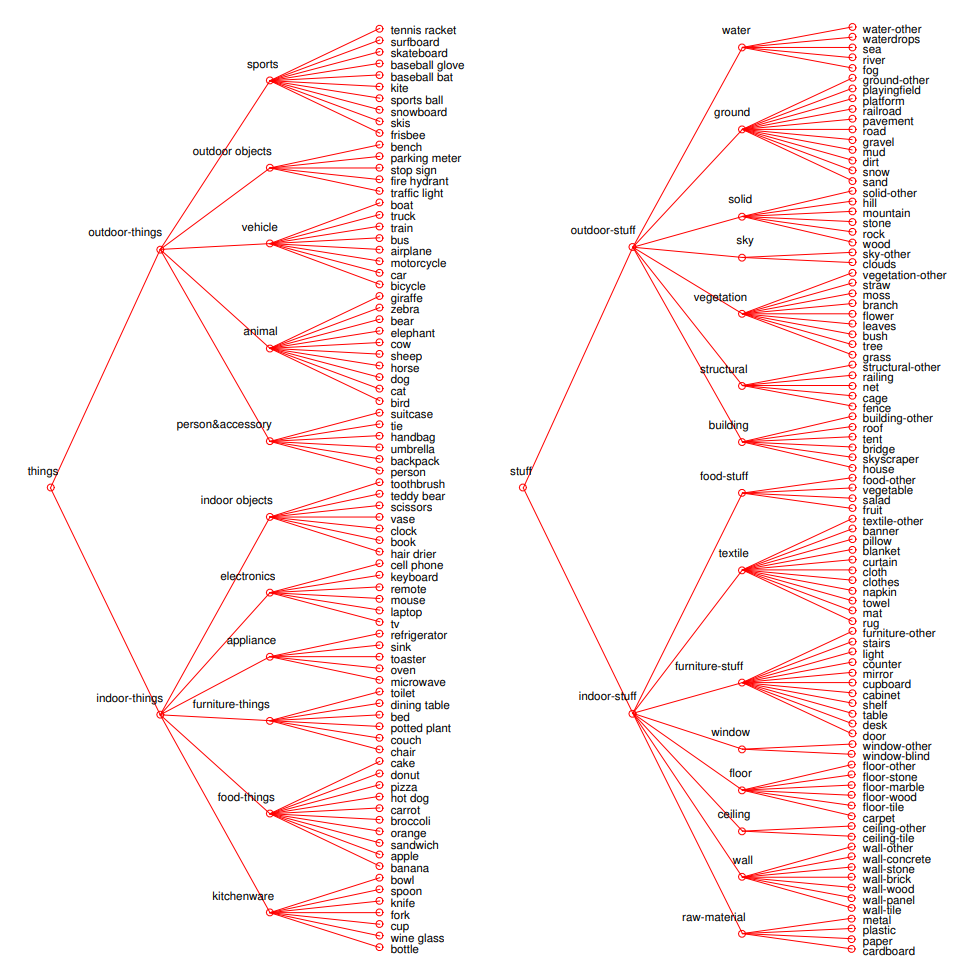 things
outdoor-things
sports
tennis racket
surfboard
skateboard
baseball glove
baseball bat
kite
sports ball
snowboard
skis
frisbee
outdoor objects
bench
parking meter
stop sign
fire hydrant
traffic light
vehicle
boat
truck
train
bus
airplane
motorcycle
car
bicycle
animal
giraffe
zebra
bear
elephant
cow
sheep
horse
dog
cat
bird
person&accessory
suitcase
tie
handbag
umbrella
backpack
person
indoor-things
indoor objects
toothbrush
teddy bear
scissors
vase
clock
book
hair drier
electronics
cell phone
keyboard
remote
mouse
laptop
tv
appliance
refrigerator
sink
toaster
oven
microwave
furniture-things
toilet
dining table
bed
potted plant
couch
chair
food-things
cake
donut
pizza
hot dog
carrot
broccoli
orange
sandwich
apple
banana
kitchenware
bowl
spoon
knife
fork
cup
wine glass
bottle
stuff
outdoor-stuff
water
water-other
waterdrops
sea
river
fog
ground
ground-other
playingfield
platform
railroad
pavement
road
gravel
mud
dirt
snow
sand
solid
solid-other
hill
mountain
stone
rock
wood
sky
sky-other
clouds
vegetation
vegetation-other
straw
moss
branch
flower
leaves
bush
tree
grass
structural
structural-other
railing
net
cage
fence
building
building-other
roof
tent
bridge
skyscraper
house
indoor-stuff
food-stuff
food-other
vegetable
salad
fruit
textile
textile-other
banner
pillow
blanket
curtain
cloth
clothes
napkin
towel
mat
rug
furniture-stuff
furniture-other
stairs
light
counter
mirror
cupboard
cabinet
shelf
table
desk
door
window
window-other
window-blind
floor
floor-other
floor-stone
floor-marble
floor-wood
floor-tile
carpet
ceiling
ceiling-other
ceiling-tile
wall
wall-other
wall-concrete
wall-stone
wall-brick
wall-wood
wall-panel
wall-tile
raw-material
metal
plastic
paper
cardboard